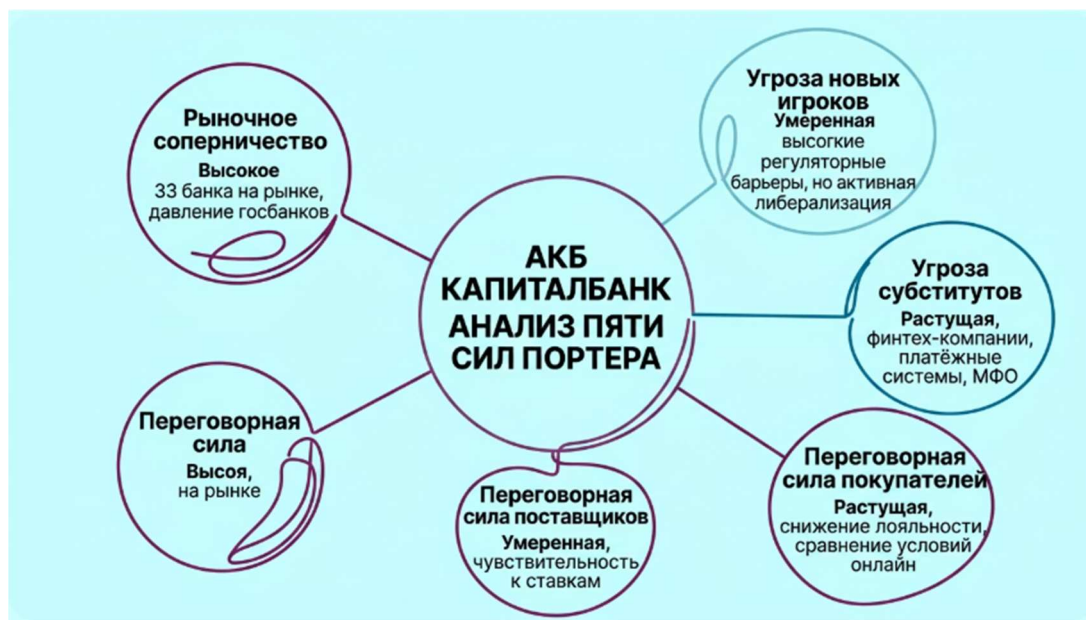 Рыночное
соперничество
Высокое
33 банка на рынке,
давление госбанков
Угроза новых
игроков
Умеренная
высогкие
регуляторные
барьеры, но активная
либерализация
АКБ
КАПИТАЛБАНК
АНАЛИЗ ПЯТИ
СИЛ ПОРТЕРА
Угроза
субститутов
Растущая,
финтех-компании,
платёжные
системы, МФО
Переговорная
сила
Высоя,
на рынке
Переговорная
сила поставщиков
Умеренная,
чувствительность
к ставкам
Переговорная
сила покупателей
Растущая,
снижение лояльности,
сравнение условий
онлайн